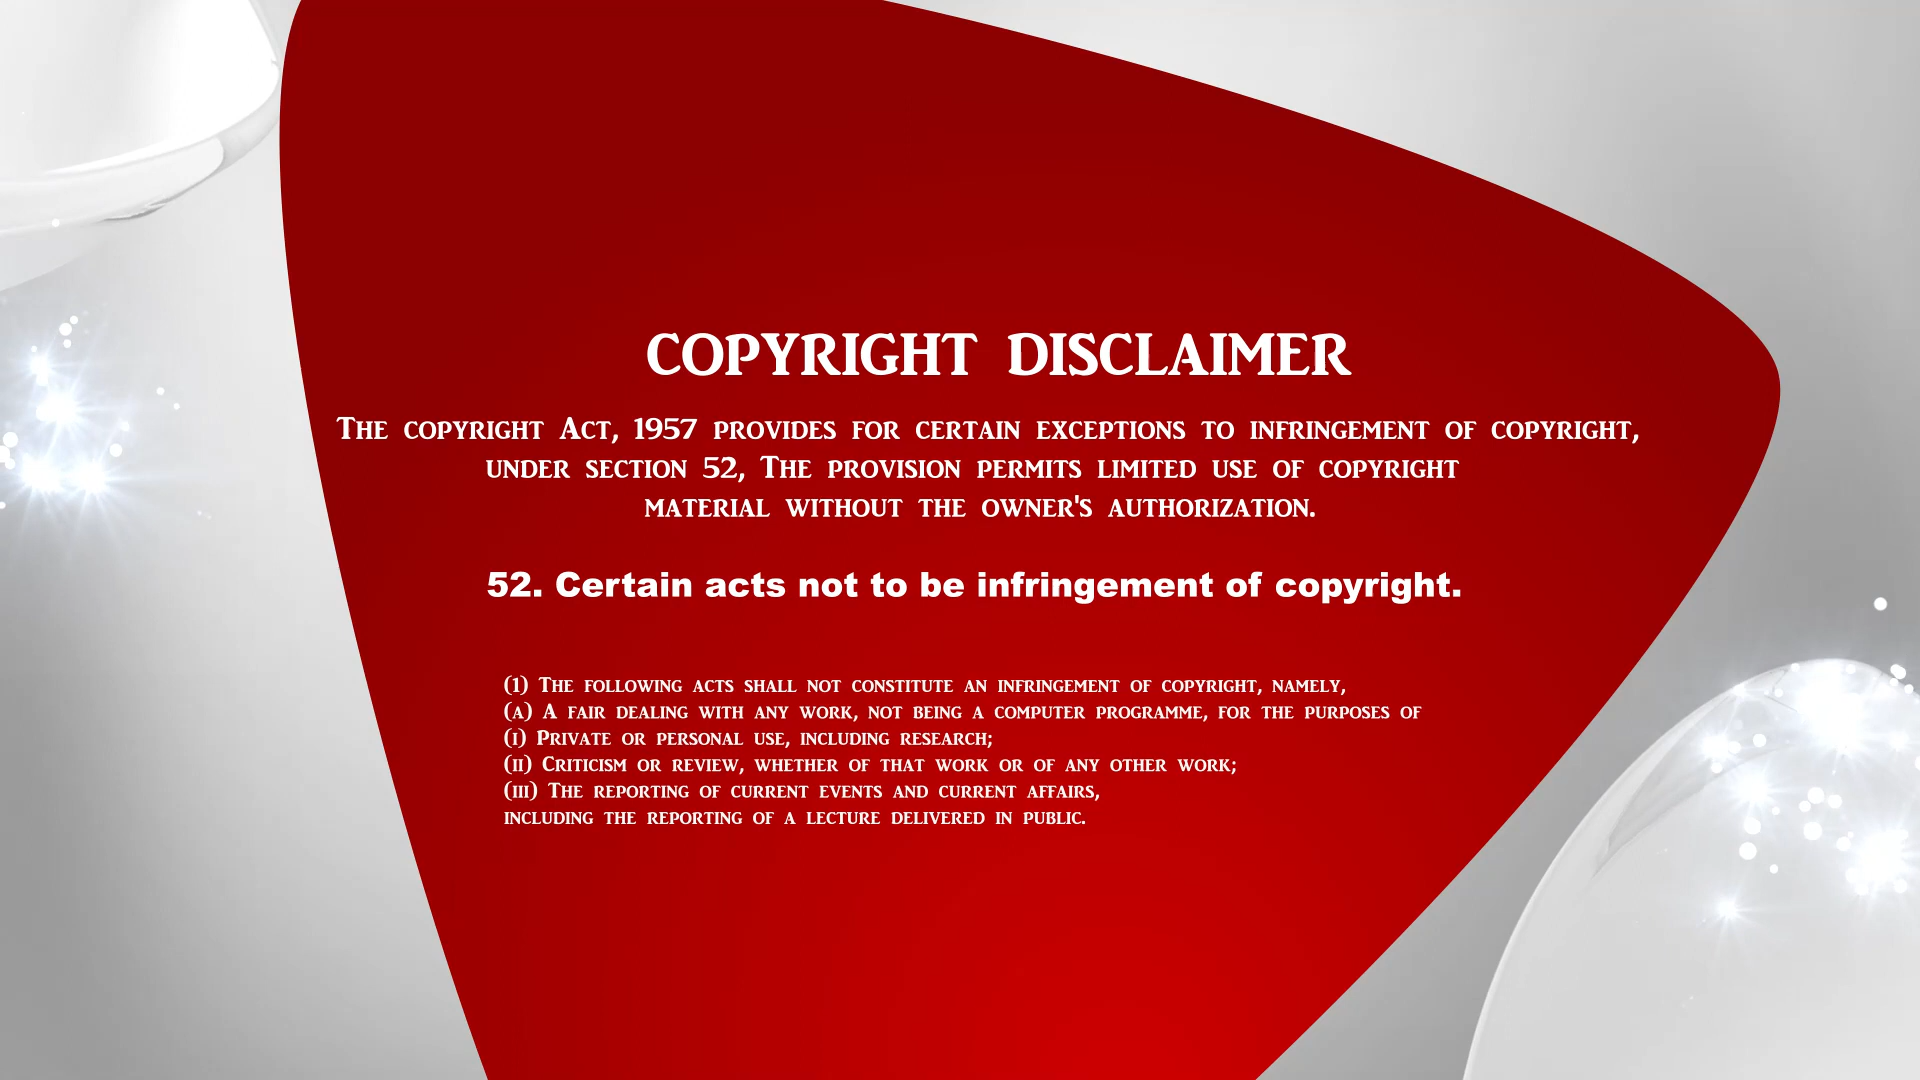 COPYRIGHT DISCLAIMER
The copyright Act, 1957 provides for certain exceptions to infringement of copyright,
under section 52, The provision permits limited use of copyright
material without the owner's authorization.
52. Certain acts not to be infringement of copyright.
(1) The following acts shall not constitute an infringement of copyright, namely,
(a) A fair dealing with any work, not being a computer programme, for the purposes of
(i) Private or personal use, including research;
(ii) Criticism or review, whether of that work or of any other work;
(iii) The reporting of current events and current affairs,
including the reporting of a lecture delivered in public.